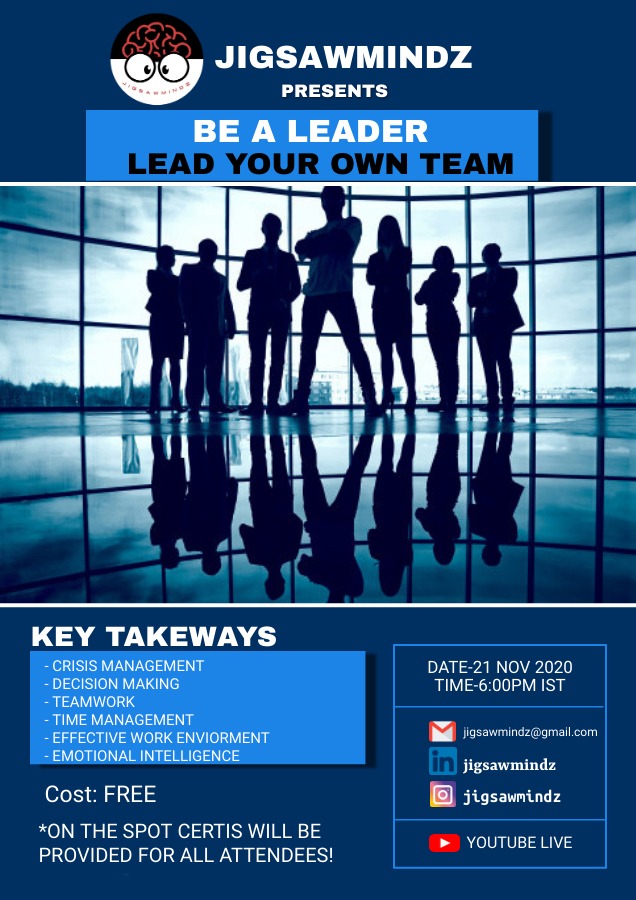 JIGSAWMINDZ
JIGSAWMINDZ
PRESENTS
BE A LEADER
LEAD YOUR OWN TEAM
KEY TAKEWAYS
- CRISIS MANAGEMENT
- DECISION MAKING
- TEAMWORK
- TIME MANAGEMENT
- EFFECTIVE WORK ENVIORMENT
- EMOTIONAL INTELLIGENCE
Cost: FREE
*ON THE SPOT CERTIS WILL BE
PROVIDED FOR ALL ATTENDEES!
DATE-21 NOV 2020
TIME-6:00PM IST
jigsawmindz@gmail.com
in jigsawmindz
jigsawmindz
YOUTUBE LIVE